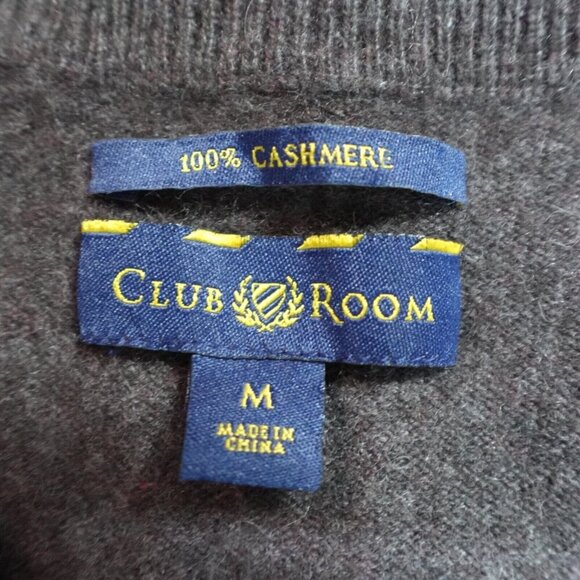 100% CASHMERE
CLUB ROOM
M
MADE IN
CHINA